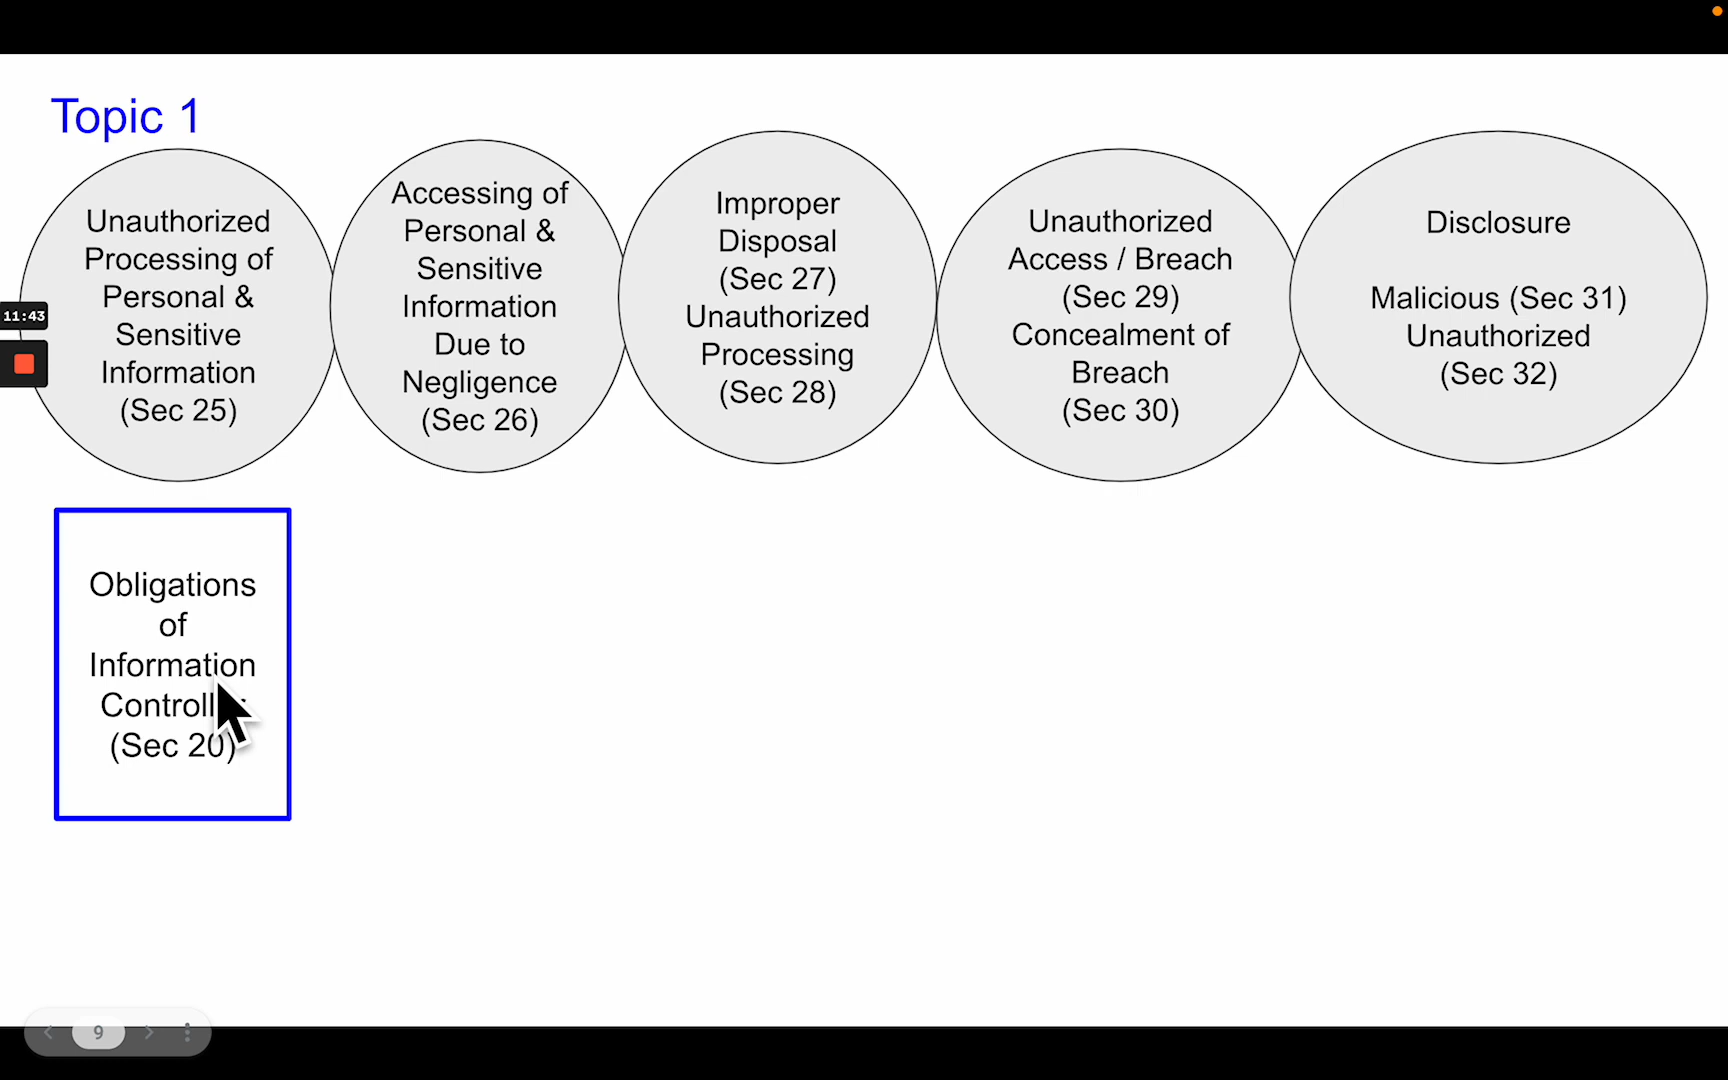 Topic 1
Unauthorized
Processing of
Personal &
Sensitive
Information
(Sec 25)
Accessing of
Personal &
Sensitive
Information
Due to
Negligence
(Sec 26)
Improper
Disposal
(Sec 27)
Unauthorized
Processing
(Sec 28)
Unauthorized
Access / Breach
(Sec 29)
Concealment of
Breach
(Sec 30)
Disclosure
Malicious (Sec 31)
Unauthorized
(Sec 32)
11:43
Obligations
of
Information
Controller
(Sec 20)
9